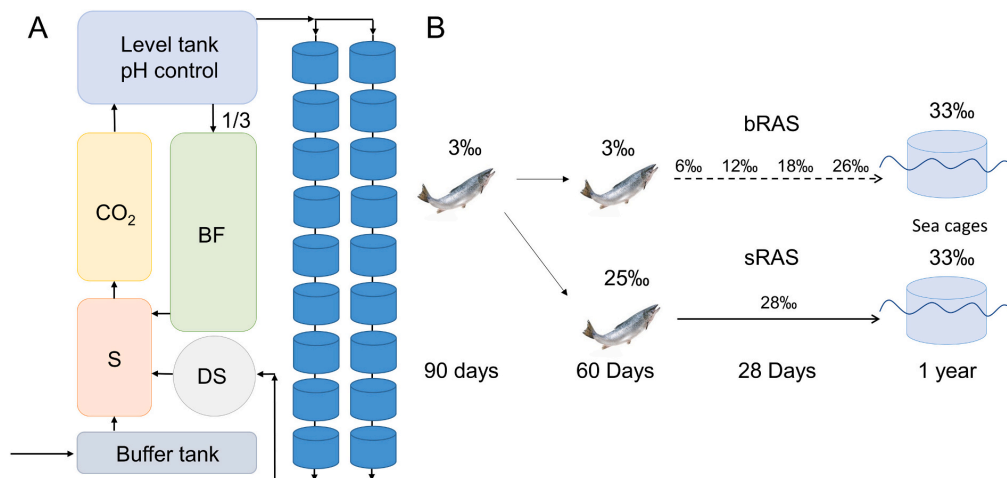 A
Level tank
pH control
1/3
CO₂
BF
S
DS
Buffer tank
B
3‰
3‰
bRAS
6‰ 12‰ 18‰ 26‰
33‰
Sea cages
25‰
sRAS
28‰
33‰
90 days
60 Days
28 Days
1 year